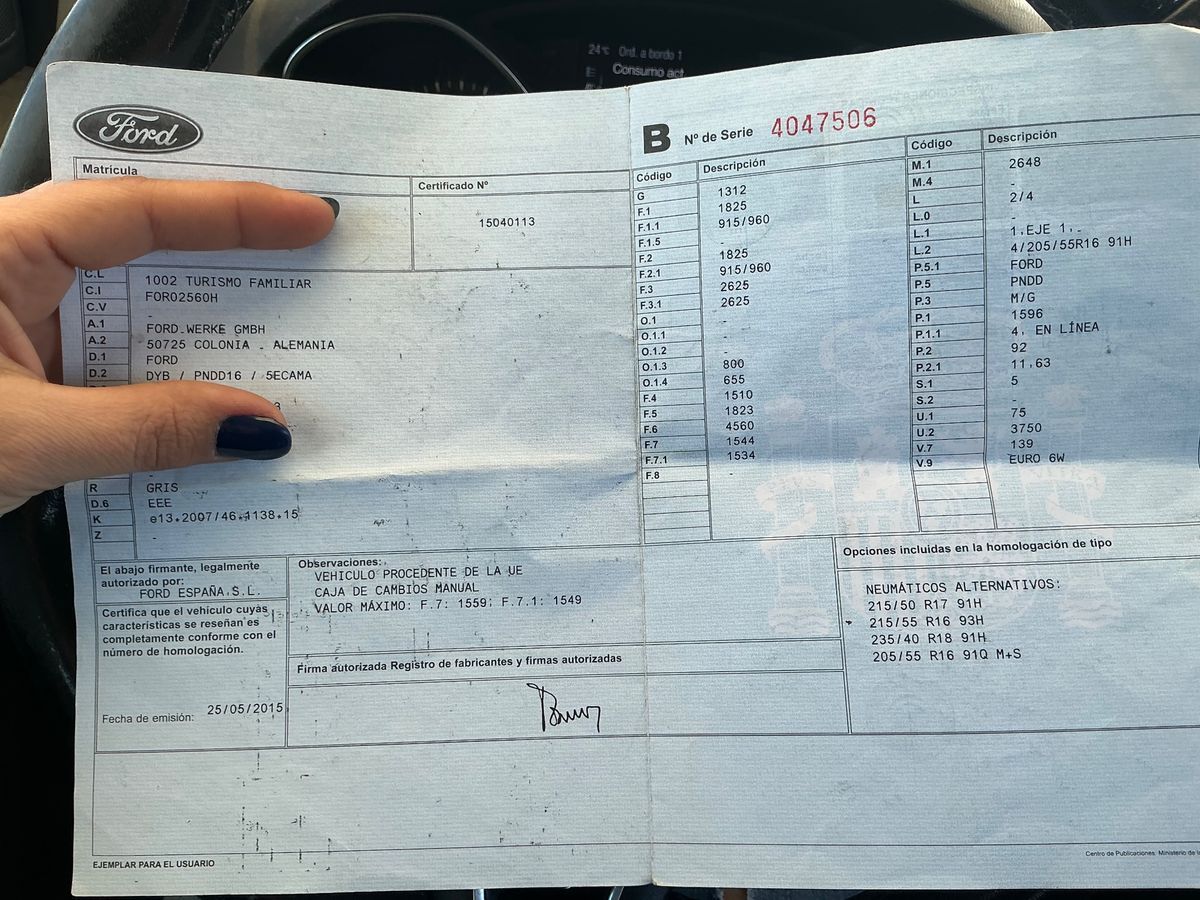 24°C Ord. a bordo 1
Consumo act.
Ford
B Nº de Serie 4047506
Matrícula
Certificado Nº
15040113
C.L 1002 TURISMO FAMILIAR
C.I FOR02560H
C.V -
A.1 FORD-WERKE GMBH
A.2 50725 COLONIA - ALEMANIA
D.1 FORD
D.2 DYB / PNDD16 / 5ECAMA
-
R GRIS
D.6 EEE
K e13*2007/46*1138*15
Z -
Código Descripción
G 1312
F.1 1825
F.1.1 915/960
F.1.5 -
F.2 1825
F.2.1 915/960
F.3 2625
F.3.1 2625
O.1 -
O.1.1 -
O.1.2 -
O.1.3 800
O.1.4 655
F.4 1510
F.5 1823
F.6 4560
F.7 1544
F.7.1 1534
F.8 -
Código Descripción
M.1 2648
M.4 -
L 2/4
L.0 -
L.1 1,EJE 1,-
L.2 4/205/55R16 91H
P.5.1 FORD
P.5 PNDD
P.3 M/G
P.1 1596
P.1.1 4, EN LÍNEA
P.2 92
P.2.1 11,63
S.1 5
S.2 -
U.1 75
U.2 3750
V.7 139
V.9 EURO 6W
El abajo firmante, legalmente
autorizado por:
FORD ESPAÑA,S.L.
Certifica que el vehículo cuyas
características se reseñan es
completamente conforme con el
número de homologación.
Fecha de emisión: 25/05/2015
Observaciones:
VEHICULO PROCEDENTE DE LA UE
CAJA DE CAMBIOS MANUAL
VALOR MÁXIMO: F.7: 1559; F.7.1: 1549
Firma autorizada Registro de fabricantes y firmas autorizadas
Opciones incluidas en la homologación de tipo
NEUMÁTICOS ALTERNATIVOS:
215/50 R17 91H
215/55 R16 93H
235/40 R18 91H
205/55 R16 91Q M+S
EJEMPLAR PARA EL USUARIO
Centro de Publicaciones. Ministerio de